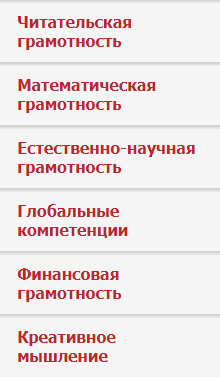 Читательская
грамотность
Математическая
грамотность
Естественно-научная
грамотность
Глобальные
компетенции
Финансовая
грамотность
Креативное
мышление